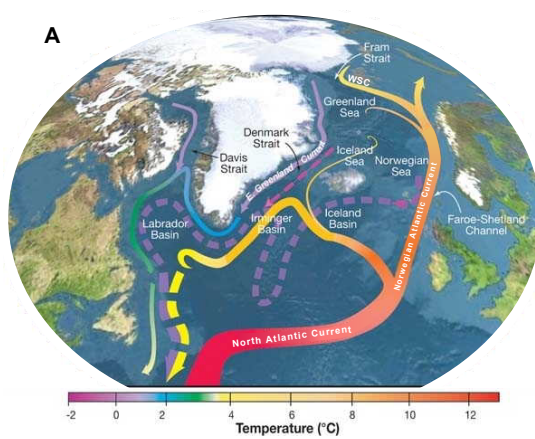 A
Fram
Strait
WSC
Greenland
Sea
Denmark
Strait
Iceland
Sea
Davis
Strait
E. Greenland Current
Norwegian
Sea
Labrador
Basin
Irminger
Basin
Iceland
Basin
Faroe-Shetland
Channel
Norwegian Atlantic Current
North Atlantic Current
-2 0 2 4 6 8 10 12
Temperature (°C)